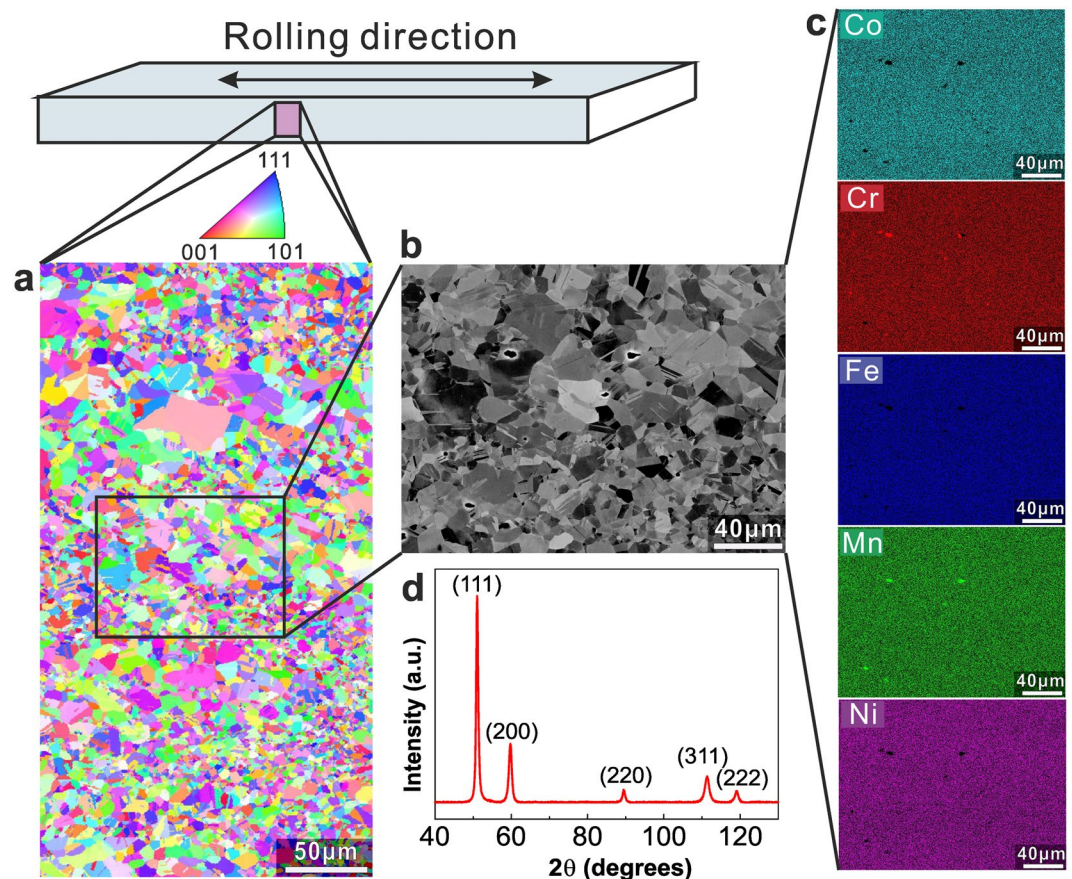 Rolling direction
111
001
101
a
50μm
b
40μm
c
Co
40μm
Cr
40μm
Fe
40μm
Mn
40μm
Ni
40μm
d
(111)
(200)
(220)
(311)
(222)
Intensity (a.u.)
40 60 80 100 120
2θ (degrees)